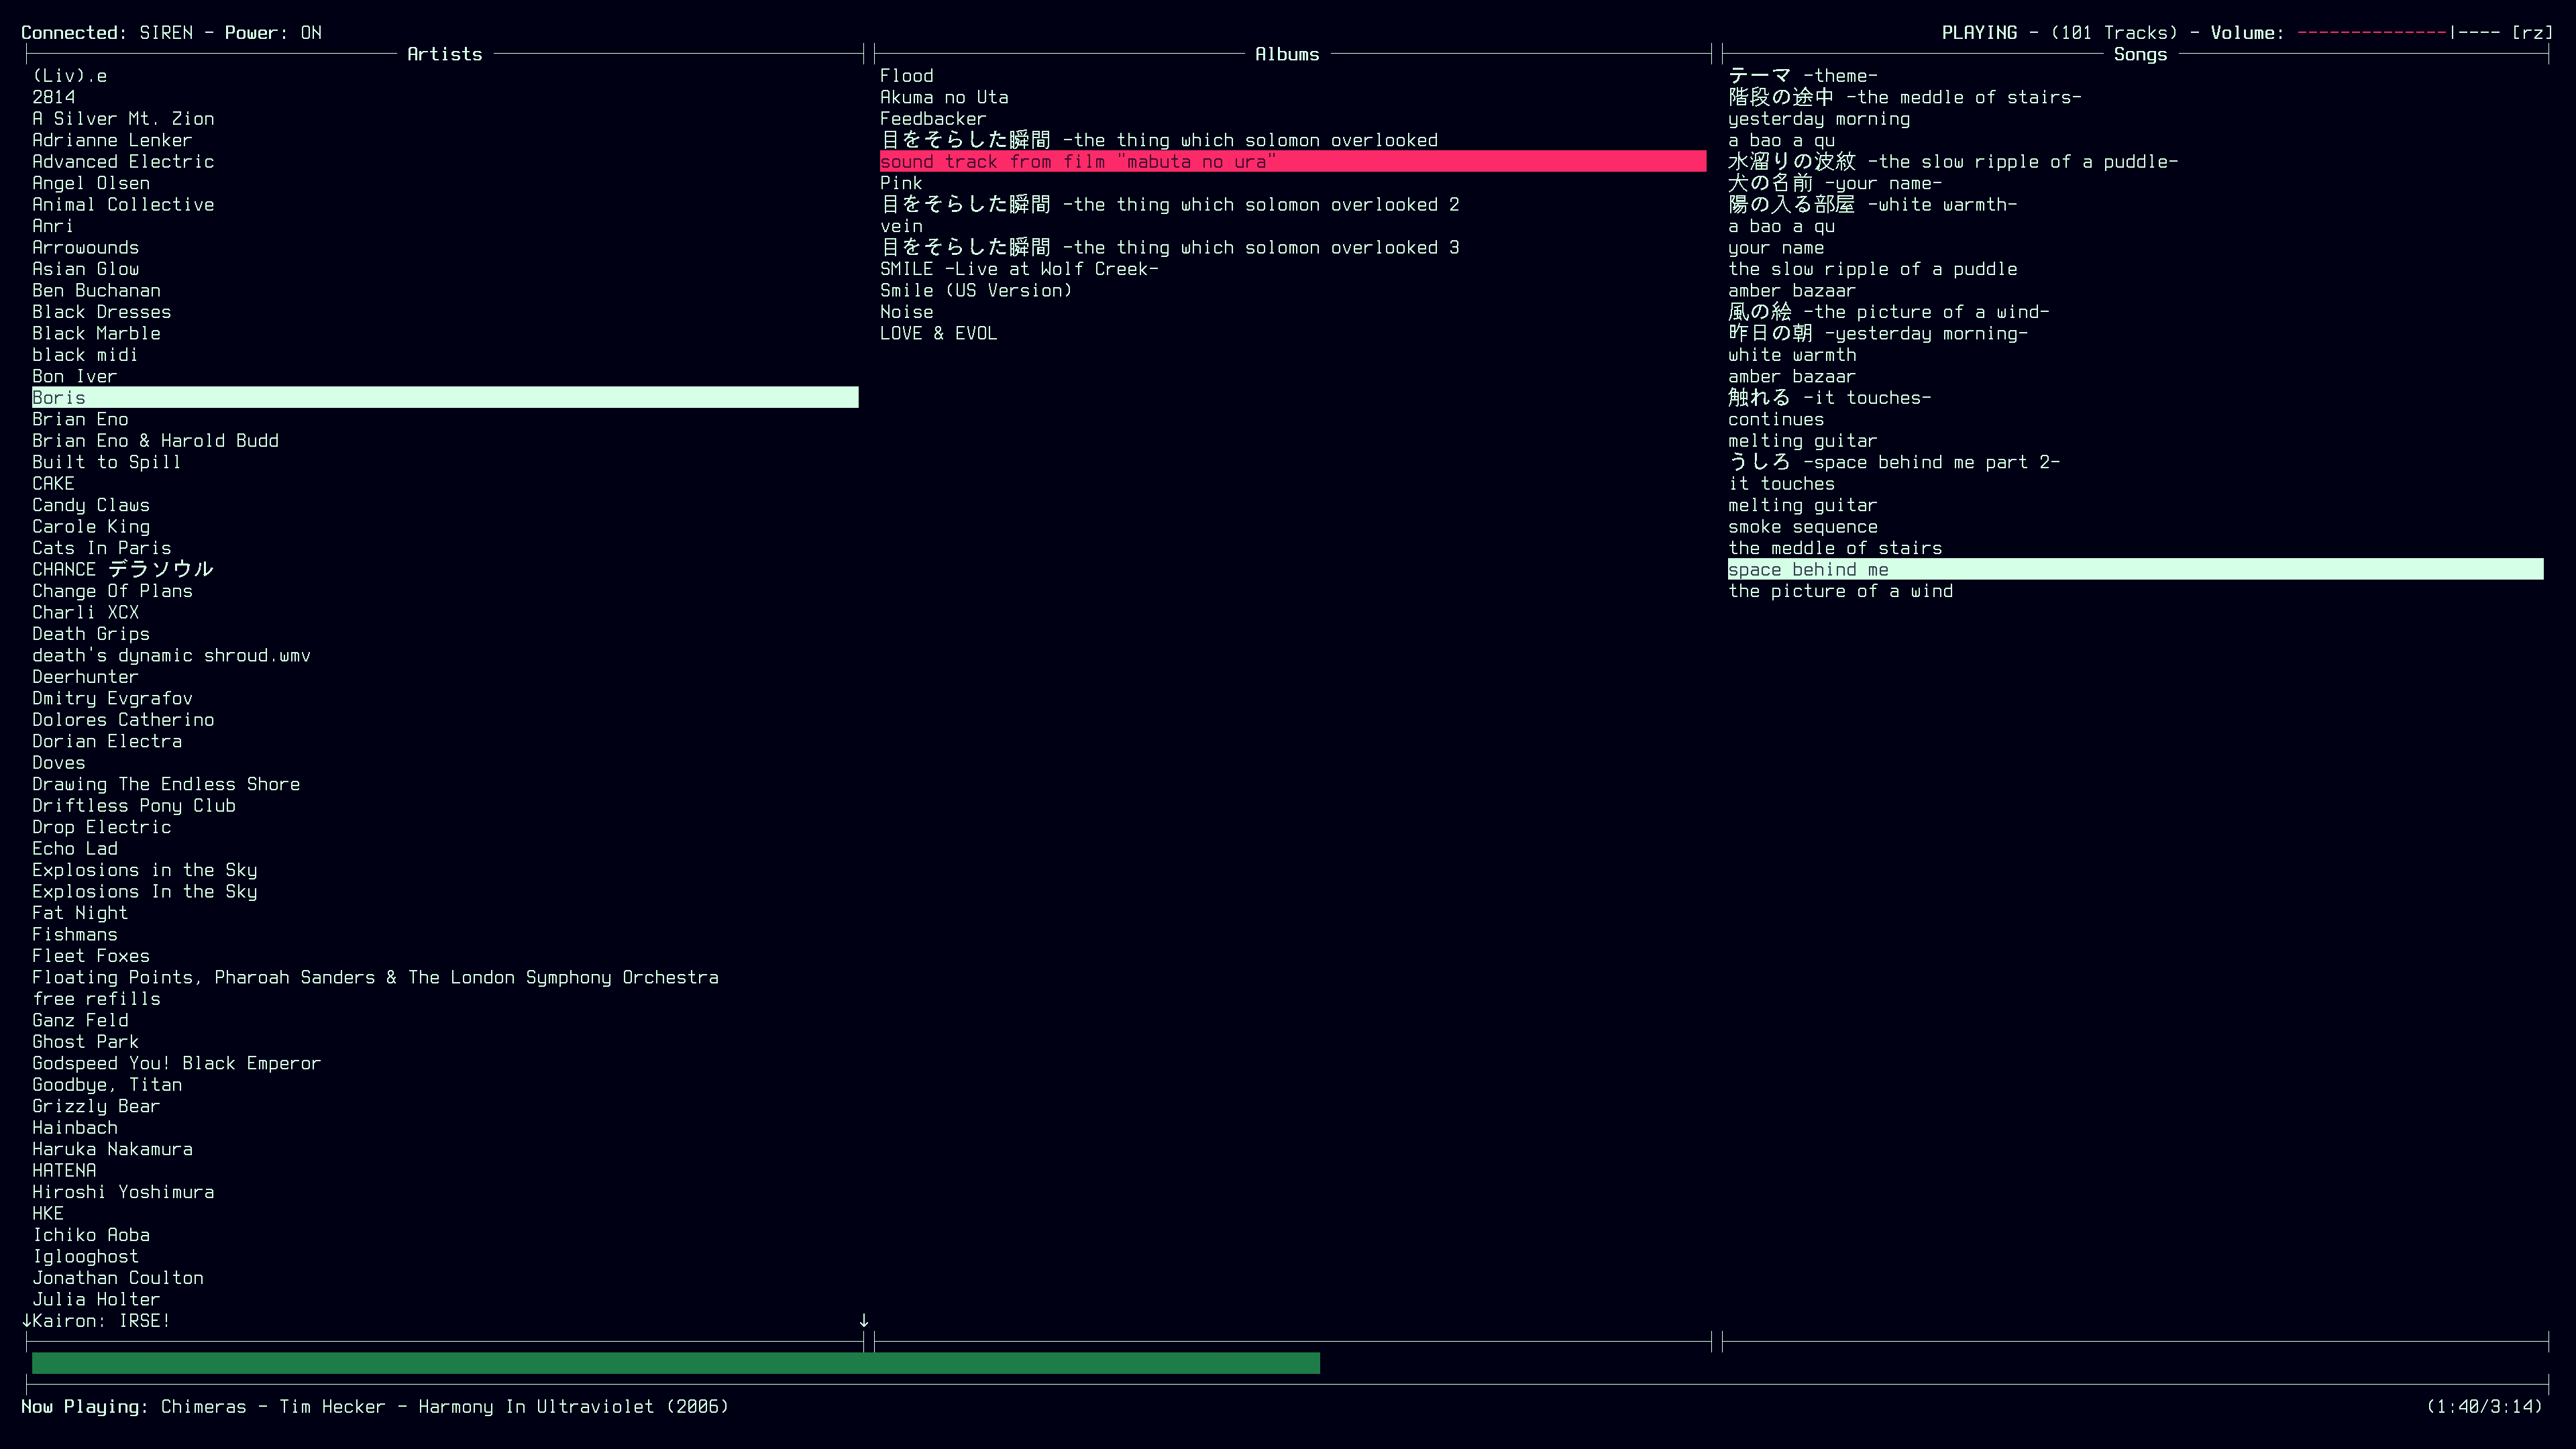 Connected: SIREN - Power: ON
PLAYING - (101 Tracks) - Volume: --------------|---- [rz]
Artists
(Liv).e
2814
A Silver Mt. Zion
Adrianne Lenker
Advanced Electric
Angel Olsen
Animal Collective
Anri
Arrowounds
Asian Glow
Ben Buchanan
Black Dresses
Black Marble
black midi
Bon Iver
Boris
Brian Eno
Brian Eno & Harold Budd
Built to Spill
CAKE
Candy Claws
Carole King
Cats In Paris
CHANCE デラソウル
Change Of Plans
Charli XCX
Death Grips
death's dynamic shroud.wmv
Deerhunter
Dmitry Evgrafov
Dolores Catherino
Dorian Electra
Doves
Drawing The Endless Shore
Driftless Pony Club
Drop Electric
Echo Lad
Explosions in the Sky
Explosions In the Sky
Fat Night
Fishmans
Fleet Foxes
Floating Points, Pharoah Sanders & The London Symphony Orchestra
free refills
Ganz Feld
Ghost Park
Godspeed You! Black Emperor
Goodbye, Titan
Grizzly Bear
Hainbach
Haruka Nakamura
HATENA
Hiroshi Yoshimura
HKE
Ichiko Aoba
Iglooghost
Jonathan Coulton
Julia Holter
↓Kairon: IRSE! ↓
Albums
Flood
Akuma no Uta
Feedbacker
目をそらした瞬間 -the thing which solomon overlooked
sound track from film "mabuta no ura"
Pink
目をそらした瞬間 -the thing which solomon overlooked 2
vein
目をそらした瞬間 -the thing which solomon overlooked 3
SMILE -Live at Wolf Creek-
Smile (US Version)
Noise
LOVE & EVOL
Songs
テーマ -theme-
階段の途中 -the meddle of stairs-
yesterday morning
a bao a qu
水溜りの波紋 -the slow ripple of a puddle-
犬の名前 -your name-
陽の入る部屋 -white warmth-
a bao a qu
your name
the slow ripple of a puddle
amber bazaar
風の絵 -the picture of a wind-
昨日の朝 -yesterday morning-
white warmth
amber bazaar
触れる -it touches-
continues
melting guitar
うしろ -space behind me part 2-
it touches
melting guitar
smoke sequence
the meddle of stairs
space behind me
the picture of a wind
Now Playing: Chimeras - Tim Hecker - Harmony In Ultraviolet (2006)
(1:40/3:14)